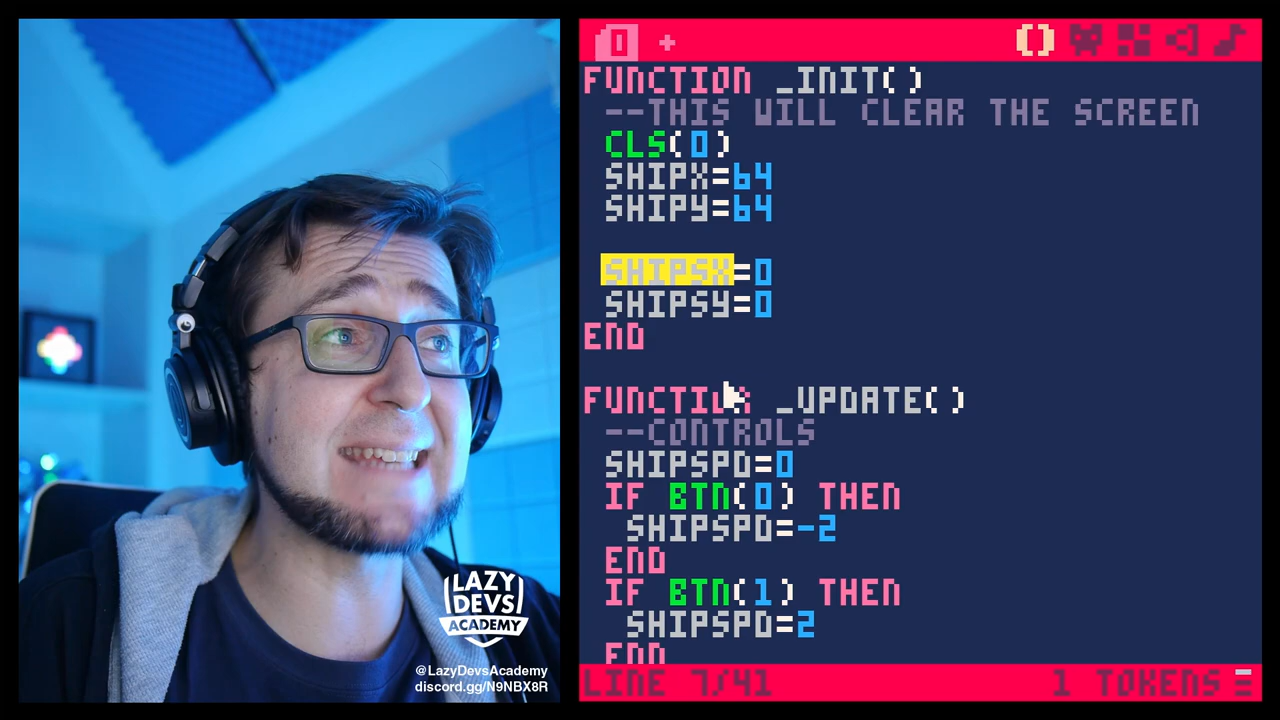 LAZY
DEVS
ACADEMY
@LazyDevsAcademy
discord.gg/N9NBX8R
0 +
FUNCTION _INIT()
--THIS WILL CLEAR THE SCREEN
CLS(0)
SHIPX=64
SHIPY=64
SHIPSX=0
SHIPSY=0
END
FUNCTION _UPDATE()
--CONTROLS
SHIPSPD=0
IF BTN(0) THEN
SHIPSPD=-2
END
IF BTN(1) THEN
SHIPSPD=2
END
LINE 7/41
1 TOKENS